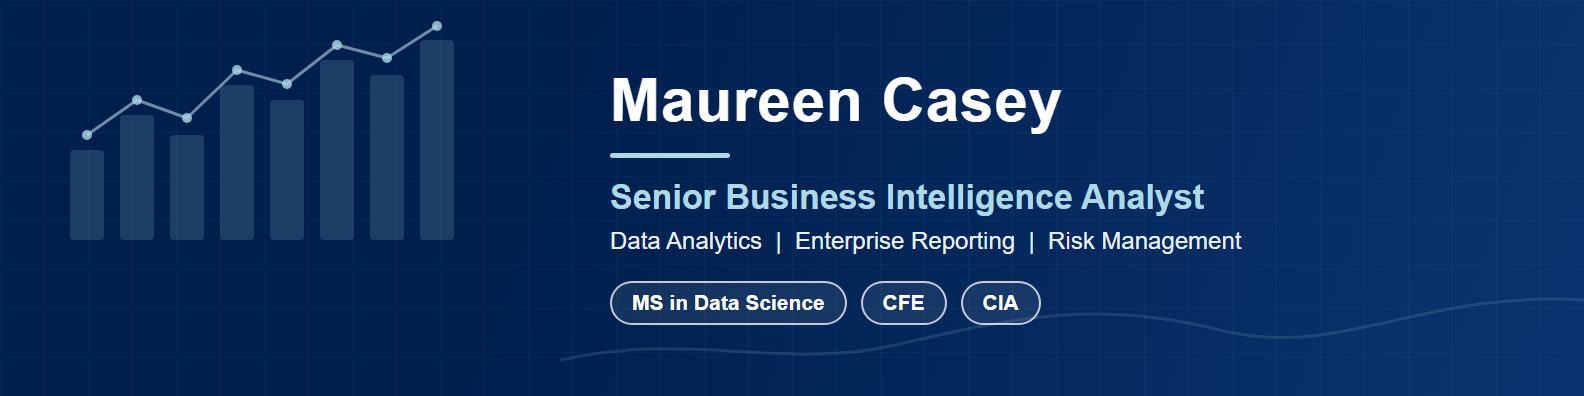 Maureen Casey
Senior Business Intelligence Analyst
Data Analytics | Enterprise Reporting | Risk Management
MS in Data Science CFE CIA